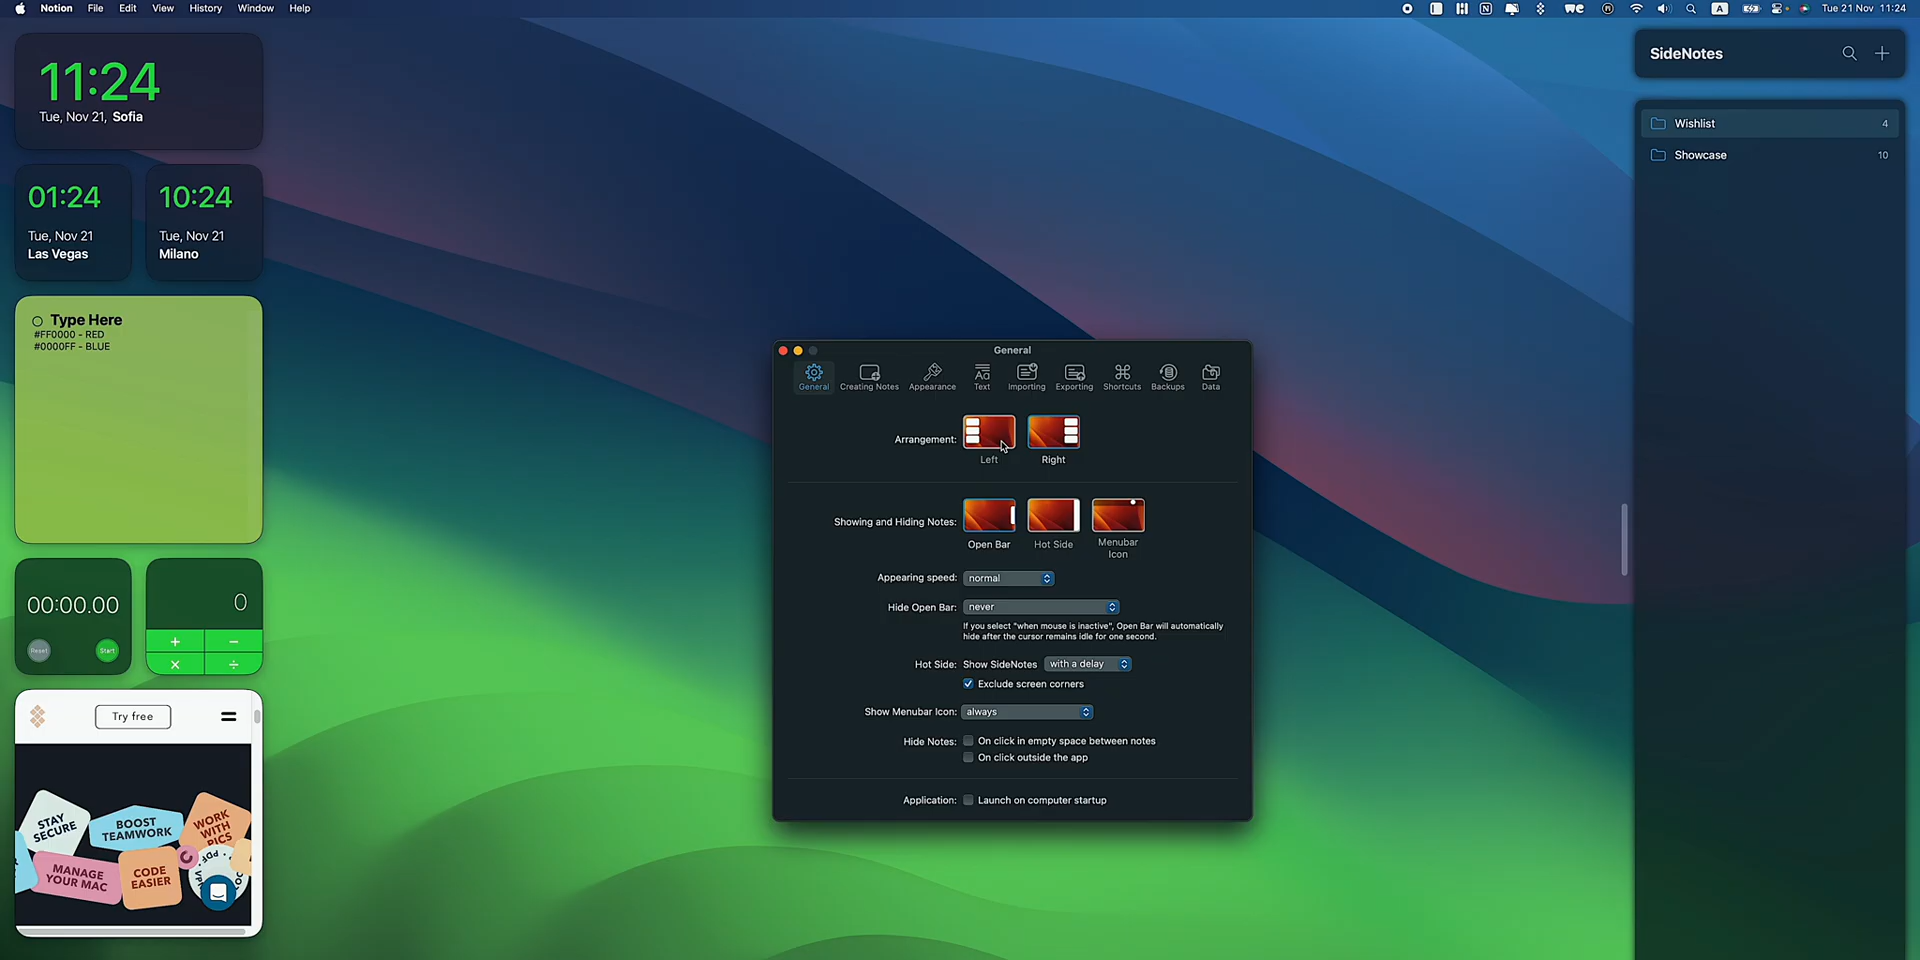 Notion File Edit View History Window Help
A
Tue 21 Nov 11:24
11:24
Tue, Nov 21, Sofia
01:24
Tue, Nov 21
Las Vegas
10:24
Tue, Nov 21
Milano
Type Here
#FF0000 - RED
#0000FF - BLUE
00:00.00
Reset
Start
0
+ −
× ÷
Try free
STAY
SECURE
BOOST
TEAMWORK
WORK
WITH
PICS
MANAGE
YOUR MAC
CODE
EASIER
PDF
General
General Creating Notes Appearance Text Importing Exporting Shortcuts Backups Data
Arrangement:
Left Right
Showing and Hiding Notes:
Open Bar Hot Side Menubar
Icon
Appearing speed: normal
Hide Open Bar: never
If you select "when mouse is inactive", Open Bar will automatically
hide after the cursor remains idle for one second.
Hot Side: Show SideNotes with a delay
Exclude screen corners
Show Menubar Icon: always
Hide Notes: On click in empty space between notes
On click outside the app
Application: Launch on computer startup
SideNotes
Wishlist 4
Showcase 10